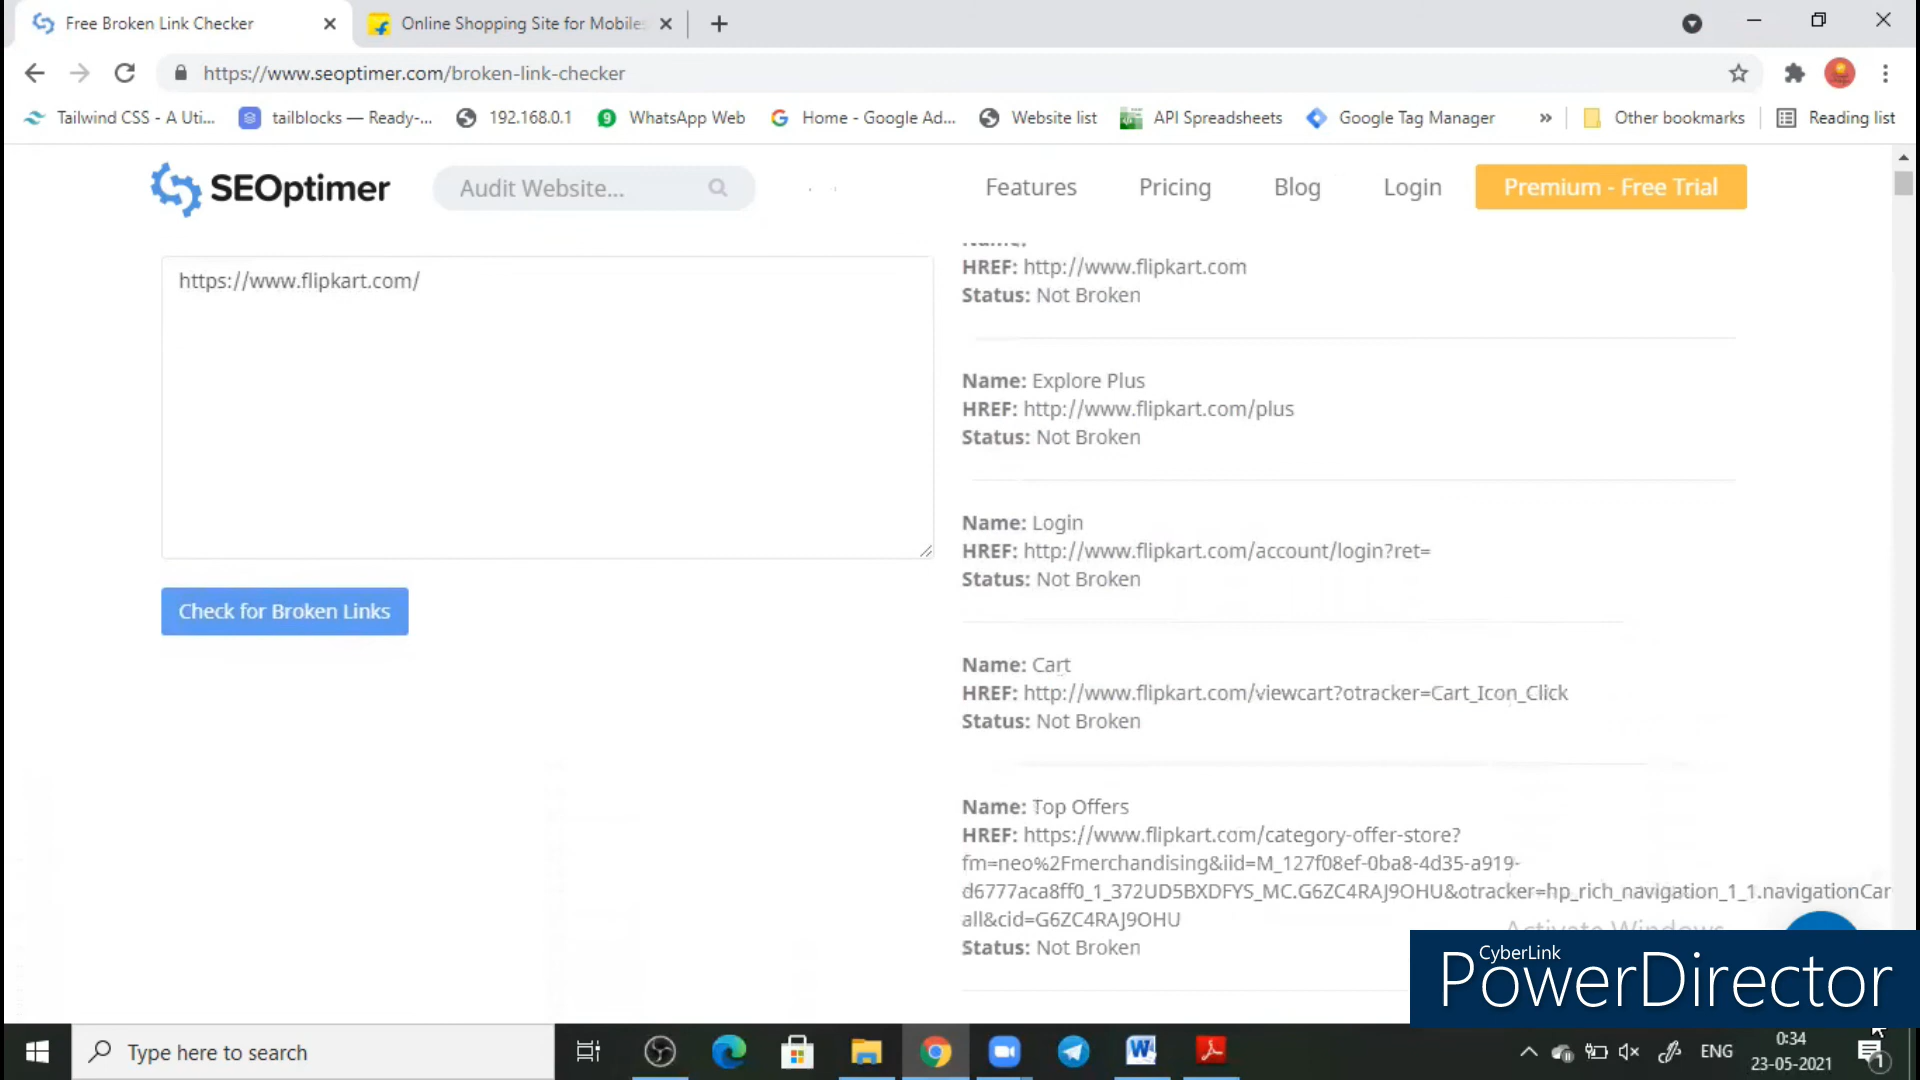 Free Broken Link Checker
Online Shopping Site for Mobiles
https://www.seoptimer.com/broken-link-checker
Tailwind CSS - A Uti...
tailblocks — Ready-...
192.168.0.1
9
WhatsApp Web
Home - Google Ad...
Website list
API Spreadsheets
Google Tag Manager
»
Other bookmarks
Reading list
SEOptimer
Audit Website...
Features
Pricing
Blog
Login
Premium - Free Trial
https://www.flipkart.com/
Check for Broken Links
Name:
HREF: http://www.flipkart.com
Status: Not Broken
Name: Explore Plus
HREF: http://www.flipkart.com/plus
Status: Not Broken
Name: Login
HREF: http://www.flipkart.com/account/login?ret=
Status: Not Broken
Name: Cart
HREF: http://www.flipkart.com/viewcart?otracker=Cart_Icon_Click
Status: Not Broken
Name: Top Offers
HREF: https://www.flipkart.com/category-offer-store?
fm=neo%2Fmerchandising&iid=M_127f08ef-0ba8-4d35-a919-
d6777aca8ff0_1_372UD5BXDFYS_MC.G6ZC4RAJ9OHU&otracker=hp_rich_navigation_1_1.navigationCar
all&cid=G6ZC4RAJ9OHU
Status: Not Broken
Activate Windows
CyberLink
PowerDirector
Type here to search
ENG
0:34
23-05-2021
1